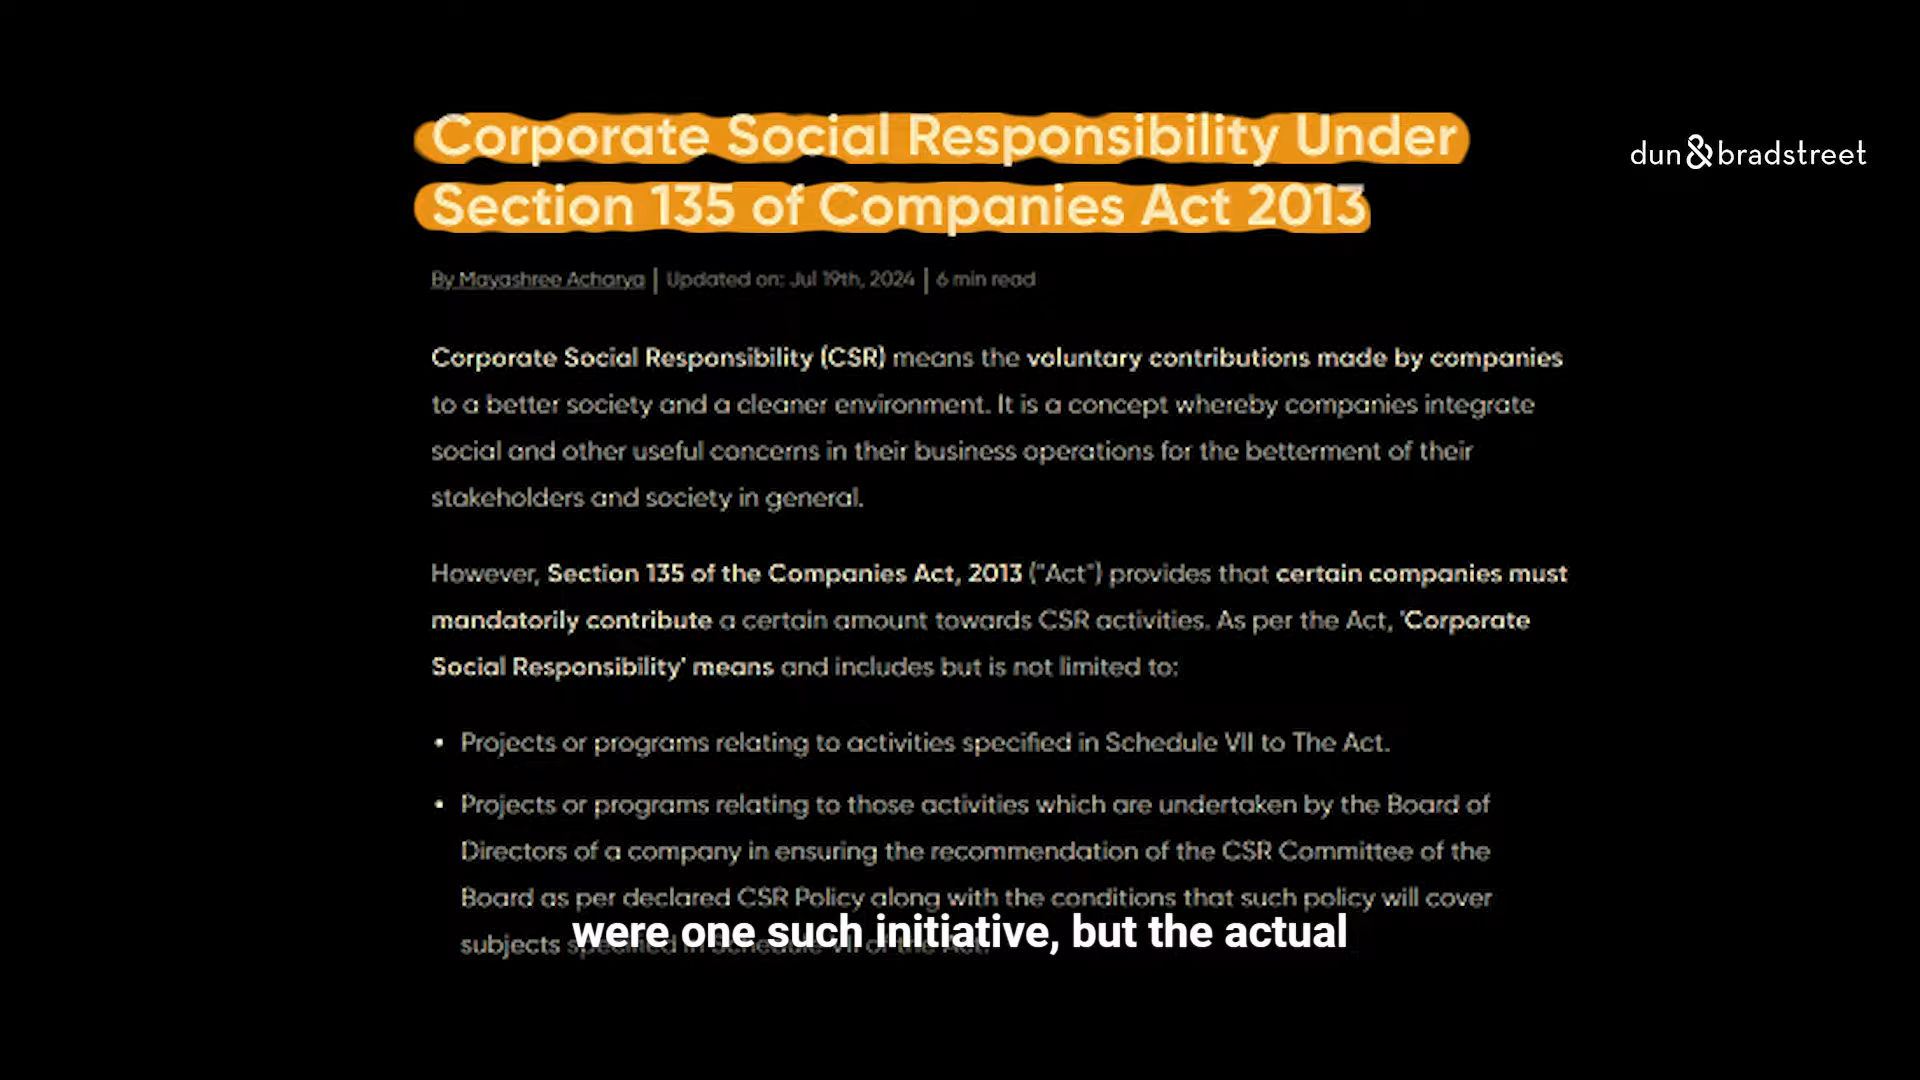 Corporate Social Responsibility Under
Section 135 of Companies Act 2013
dun&bradstreet
By Mayashree Acharya | Updated on: Jul 19th, 2024 | 6 min read
Corporate Social Responsibility (CSR) means the voluntary contributions made by companies
to a better society and a cleaner environment. It is a concept whereby companies integrate
social and other useful concerns in their business operations for the betterment of their
stakeholders and society in general.
However, Section 135 of the Companies Act, 2013 ("Act") provides that certain companies must
mandatorily contribute a certain amount towards CSR activities. As per the Act, 'Corporate
Social Responsibility' means and includes but is not limited to:
• Projects or programs relating to activities specified in Schedule VII to The Act.
• Projects or programs relating to those activities which are undertaken by the Board of
Directors of a company in ensuring the recommendation of the CSR Committee of the
Board as per declared CSR Policy along with the conditions that such policy will cover
subjects specified in Schedule VII of the Act.
were one such initiative, but the actual